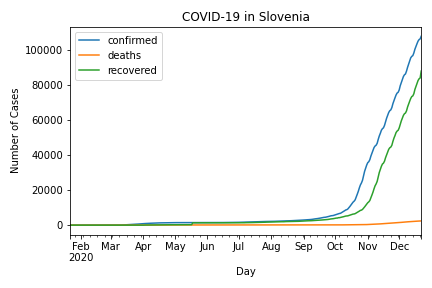 COVID-19 in Slovenia
confirmed
deaths
recovered
Number of Cases
100000
80000
60000
40000
20000
0
Feb Mar Apr May Jun Jul Aug Sep Oct Nov Dec
2020
Day